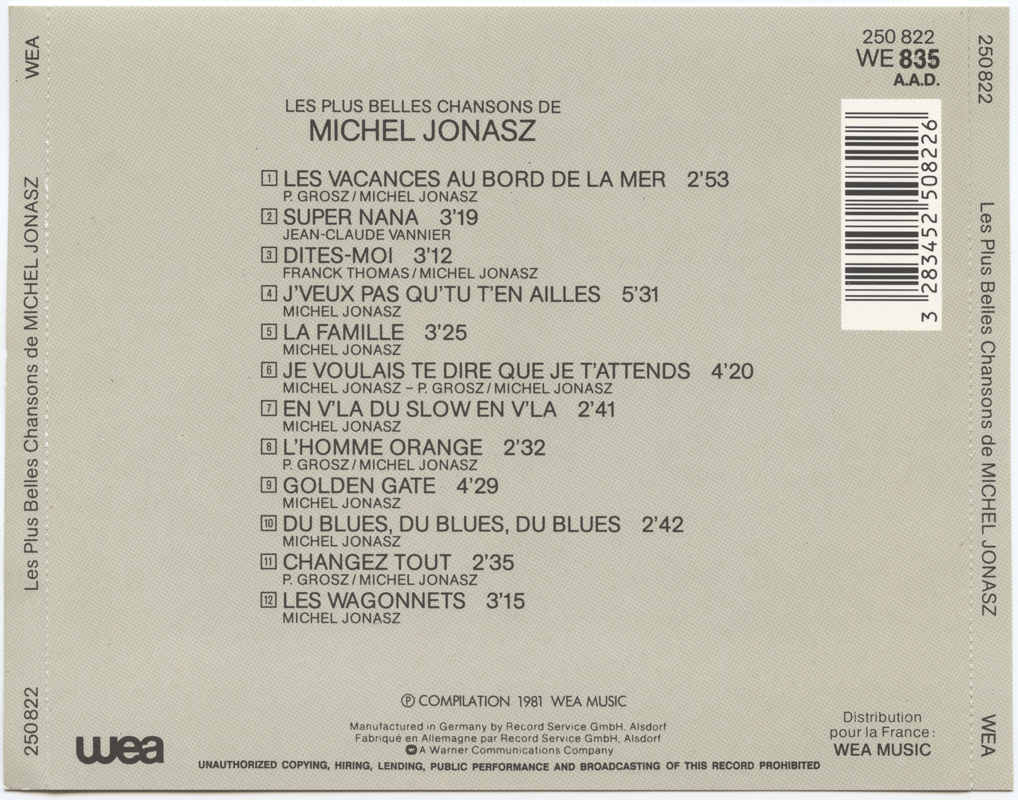 250 822
WE 835
A.A.D.
LES PLUS BELLES CHANSONS DE
MICHEL JONASZ
1 LES VACANCES AU BORD DE LA MER 2'53
P. GROSZ / MICHEL JONASZ
2 SUPER NANA 3'19
JEAN-CLAUDE VANNIER
3 DITES-MOI 3'12
FRANCK THOMAS / MICHEL JONASZ
4 J'VEUX PAS QU'TU T'EN AILLES 5'31
MICHEL JONASZ
5 LA FAMILLE 3'25
MICHEL JONASZ
6 JE VOULAIS TE DIRE QUE JE T'ATTENDS 4'20
MICHEL JONASZ – P. GROSZ / MICHEL JONASZ
7 EN V'LA DU SLOW EN V'LA 2'41
MICHEL JONASZ
8 L'HOMME ORANGE 2'32
P. GROSZ / MICHEL JONASZ
9 GOLDEN GATE 4'29
MICHEL JONASZ
10 DU BLUES, DU BLUES, DU BLUES 2'42
MICHEL JONASZ
11 CHANGEZ TOUT 2'35
P. GROSZ / MICHEL JONASZ
12 LES WAGONNETS 3'15
MICHEL JONASZ
3 283452 508226
℗ COMPILATION 1981 WEA MUSIC
Manufactured in Germany by Record Service GmbH, Alsdorf
Fabriqué en Allemagne par Record Service GmbH, Alsdorf
A Warner Communications Company
UNAUTHORIZED COPYING, HIRING, LENDING, PUBLIC PERFORMANCE AND BROADCASTING OF THIS RECORD PROHIBITED
wea
Distribution
pour la France :
WEA MUSIC
250822 Les Plus Belles Chansons de MICHEL JONASZ WEA
250822 Les Plus Belles Chansons de MICHEL JONASZ WEA